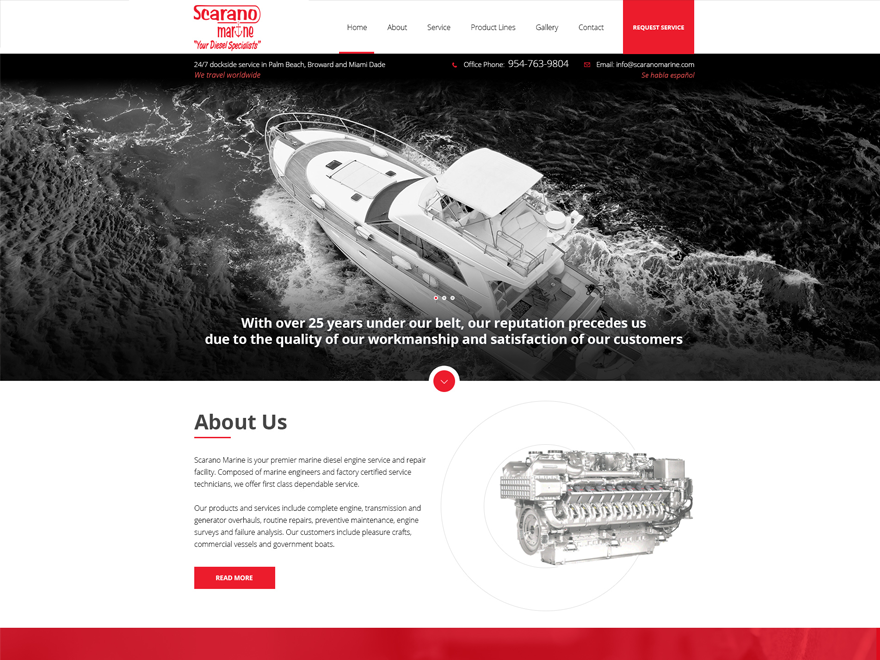 Scarano
marine
"Your Diesel Specialists"
Home
About
Service
Product Lines
Gallery
Contact
REQUEST SERVICE
24/7 dockside service in Palm Beach, Broward and Miami Dade
We travel worldwide
Office Phone: 954-763-9804
Email: info@scaranomarine.com
Se habla español
With over 25 years under our belt, our reputation precedes us
due to the quality of our workmanship and satisfaction of our customers
About Us
Scarano Marine is your premier marine diesel engine service and repair
facility. Composed of marine engineers and factory certified service
technicians, we offer first class dependable service.
Our products and services include complete engine, transmission and
generator overhauls, routine repairs, preventive maintenance, engine
surveys and failure analysis. Our customers include pleasure crafts,
commercial vessels and government boats.
READ MORE